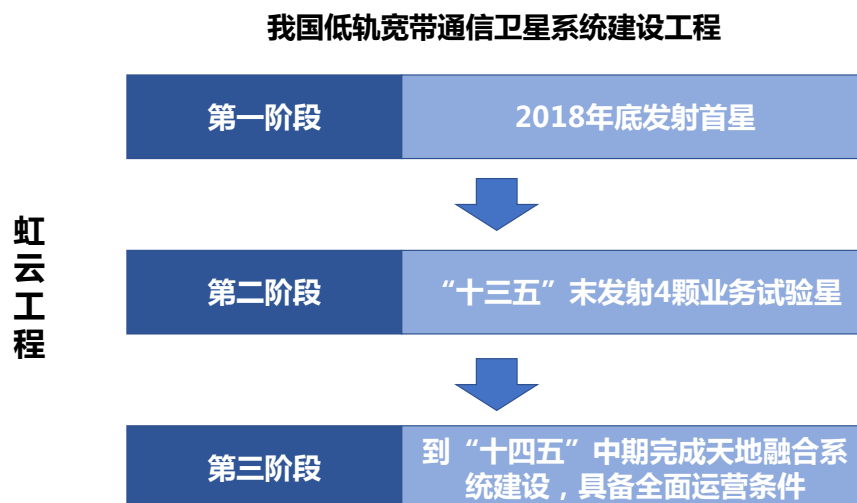 我国低轨宽带通信卫星系统建设工程
虹云工程
第一阶段
2018年底发射首星
第二阶段
“十三五”末发射4颗业务试验星
第三阶段
到“十四五”中期完成天地融合系
统建设，具备全面运营条件